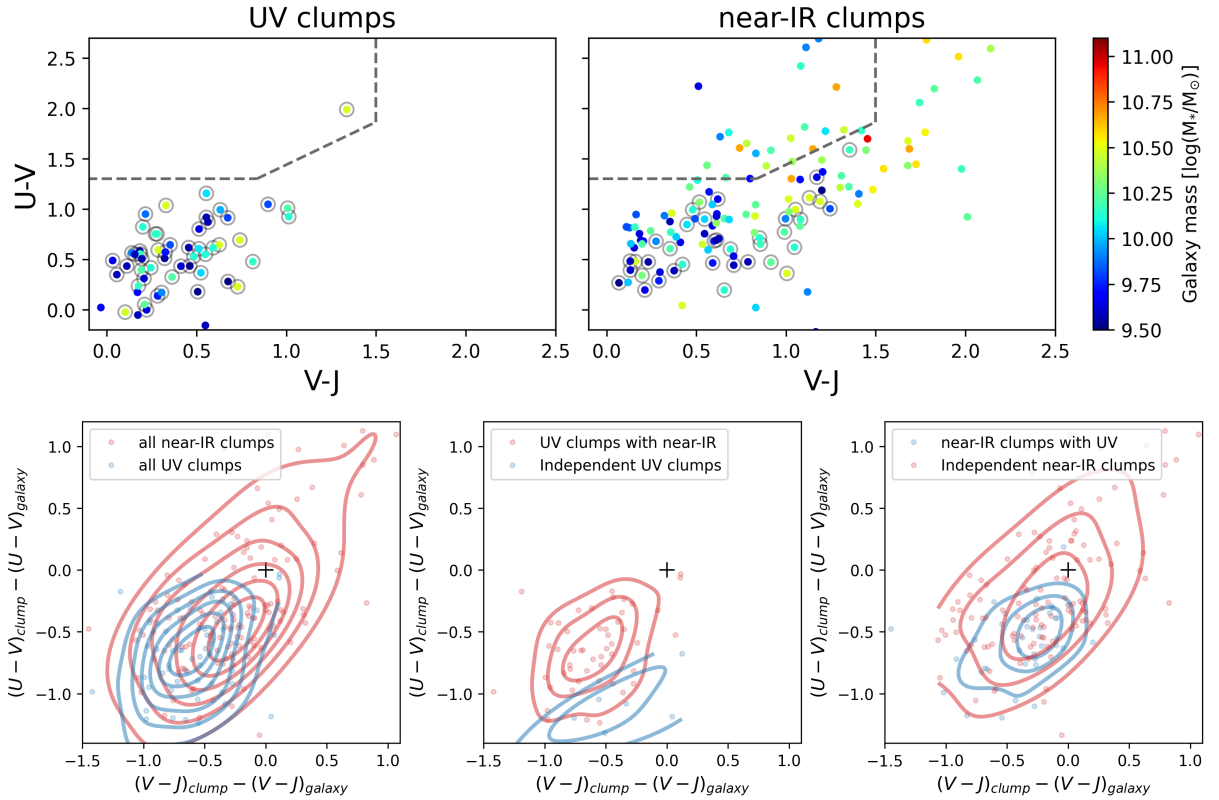 UV clumps
near-IR clumps
2.5
2.0
1.5
1.0
0.5
0.0
U-V
0.0 0.5 1.0 1.5 2.0 2.5
V-J
0.0 0.5 1.0 1.5 2.0 2.5
V-J
11.00
10.75
10.50
10.25
10.00
9.75
9.50
Galaxy mass [log(M*/M⊙)]
all near-IR clumps
all UV clumps
1.0
0.5
0.0
−0.5
−1.0
(U − V)clump − (U − V)galaxy
−1.5 −1.0 −0.5 0.0 0.5 1.0
(V − J)clump − (V − J)galaxy
UV clumps with near-IR
Independent UV clumps
1.0
0.5
0.0
−0.5
−1.0
(U − V)clump − (U − V)galaxy
−1.5 −1.0 −0.5 0.0 0.5 1.0
(V − J)clump − (V − J)galaxy
near-IR clumps with UV
Independent near-IR clumps
1.0
0.5
0.0
−0.5
−1.0
(U − V)clump − (U − V)galaxy
−1.5 −1.0 −0.5 0.0 0.5 1.0
(V − J)clump − (V − J)galaxy